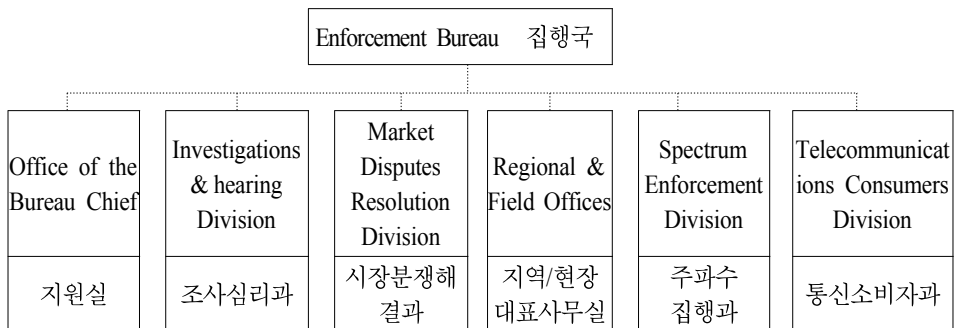 Enforcement Bureau 집행국
Office of the
Bureau Chief
지원실
Investigations
& hearing
Division
조사심리과
Market
Disputes
Resolution
Division
시장분쟁해
결과
Regional &
Field Offices
지역/현장
대표사무실
Spectrum
Enforcement
Division
주파수
집행과
Telecommunicat
ions Consumers
Division
통신소비자과